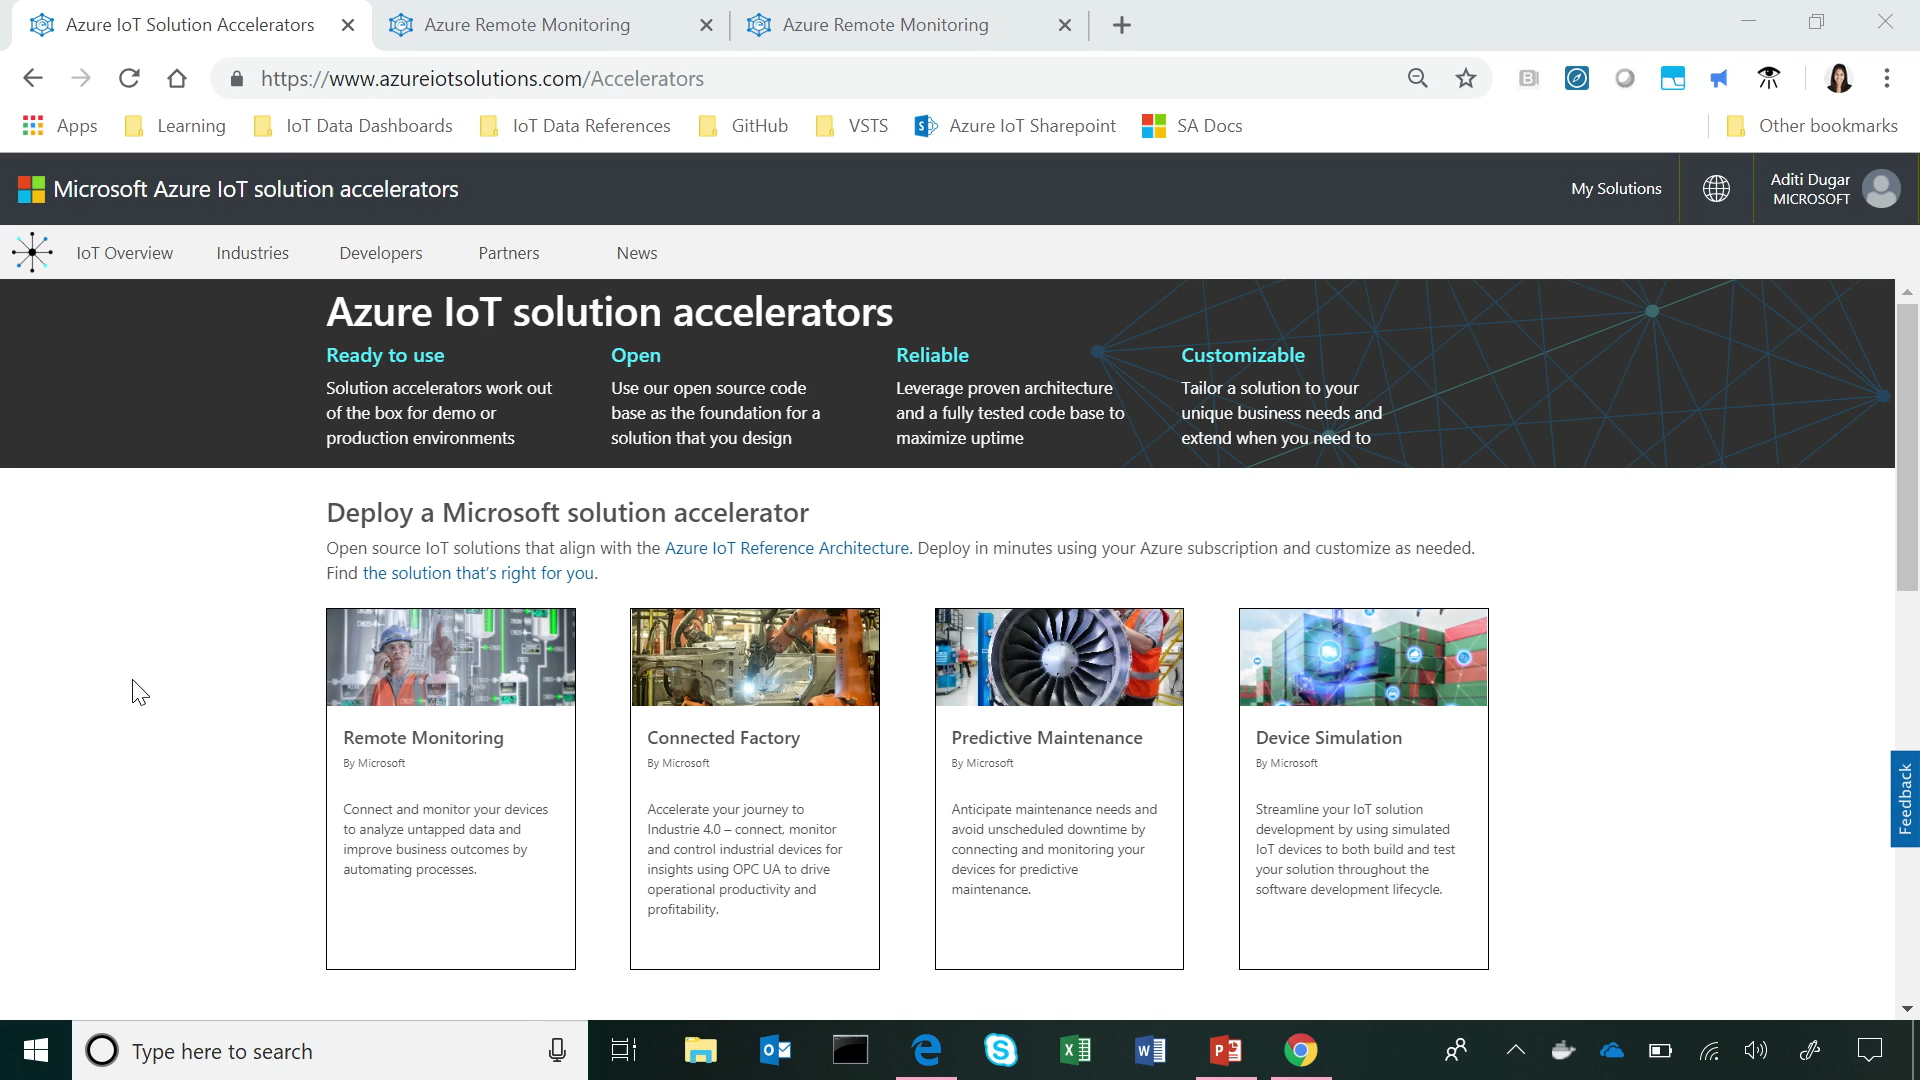 Azure IoT Solution Accelerators
Azure Remote Monitoring
Azure Remote Monitoring
https://www.azureiotsolutions.com/Accelerators
Apps
Learning
IoT Data Dashboards
IoT Data References
GitHub
VSTS
Azure IoT Sharepoint
SA Docs
Other bookmarks
Microsoft Azure IoT solution accelerators
My Solutions
Aditi Dugar
MICROSOFT
IoT Overview
Industries
Developers
Partners
News
Azure IoT solution accelerators
Ready to use
Solution accelerators work out
of the box for demo or
production environments
Open
Use our open source code
base as the foundation for a
solution that you design
Reliable
Leverage proven architecture
and a fully tested code base to
maximize uptime
Customizable
Tailor a solution to your
unique business needs and
extend when you need to
Deploy a Microsoft solution accelerator
Open source IoT solutions that align with the Azure IoT Reference Architecture. Deploy in minutes using your Azure subscription and customize as needed.
Find the solution that's right for you.
Remote Monitoring
By Microsoft
Connect and monitor your devices
to analyze untapped data and
improve business outcomes by
automating processes.
Connected Factory
By Microsoft
Accelerate your journey to
Industrie 4.0 – connect, monitor
and control industrial devices for
insights using OPC UA to drive
operational productivity and
profitability.
Predictive Maintenance
By Microsoft
Anticipate maintenance needs and
avoid unscheduled downtime by
connecting and monitoring your
devices for predictive
maintenance.
Device Simulation
By Microsoft
Streamline your IoT solution
development by using simulated
IoT devices to both build and test
your solution throughout the
software development lifecycle.
Feedback
Type here to search